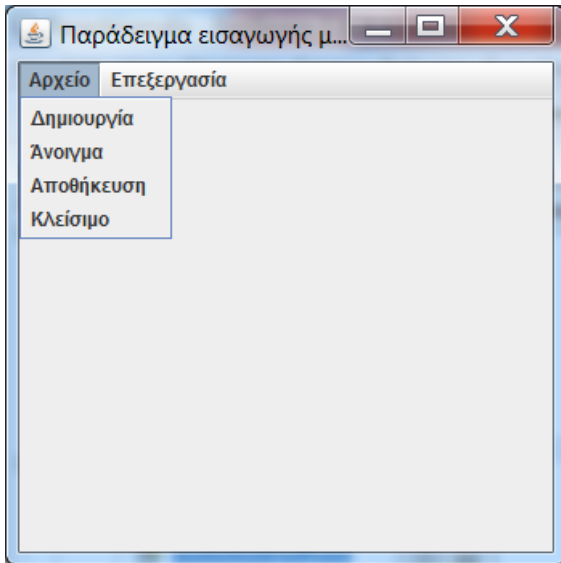 Παράδειγμα εισαγωγής μ...
Αρχείο Επεξεργασία
Δημιουργία
Άνοιγμα
Αποθήκευση
Κλείσιμο